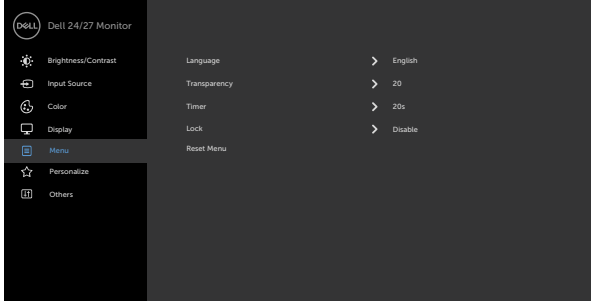 DELL Dell 24/27 Monitor
Brightness/Contrast
Input Source
Color
Display
Menu
Personalize
Others
Language English
Transparency 20
Timer 20s
Lock Disable
Reset Menu